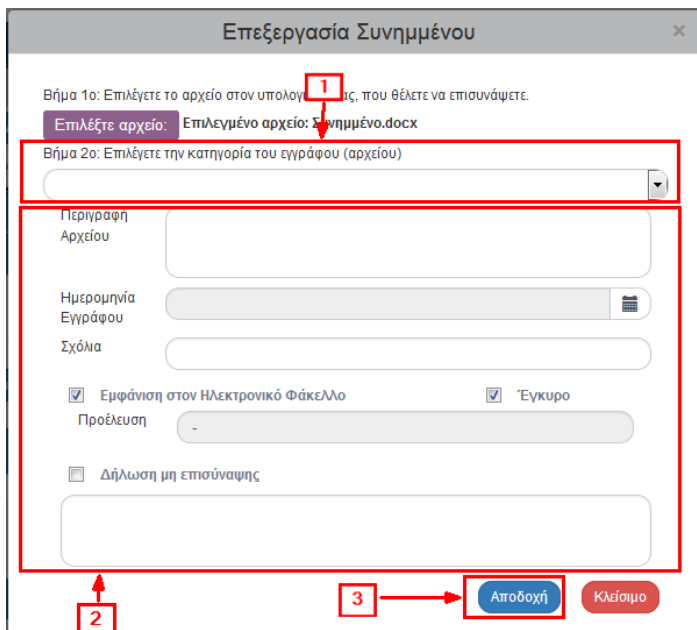 Επεξεργασία Συνημμένου
×
1
Βήμα 1ο: Επιλέγετε το αρχείο στον ας, που θέλετε να επισυνάψετε.
Επιλέξτε αρχείο: Επιλεγμένο αρχείο: Συνημμένο.docx
Βήμα 2ο: Επιλέγετε την κατηγορία του εγγράφου (αρχείου)
Περιγραφή
Αρχείου
Ημερομηνία
Εγγράφου
Σχόλια
Εμφάνιση στον Ηλεκτρονικό Φάκελλο Έγκυρο
Προέλευση -
Δήλωση μη επισύναψης
2
3
Αποδοχή Κλείσιμο